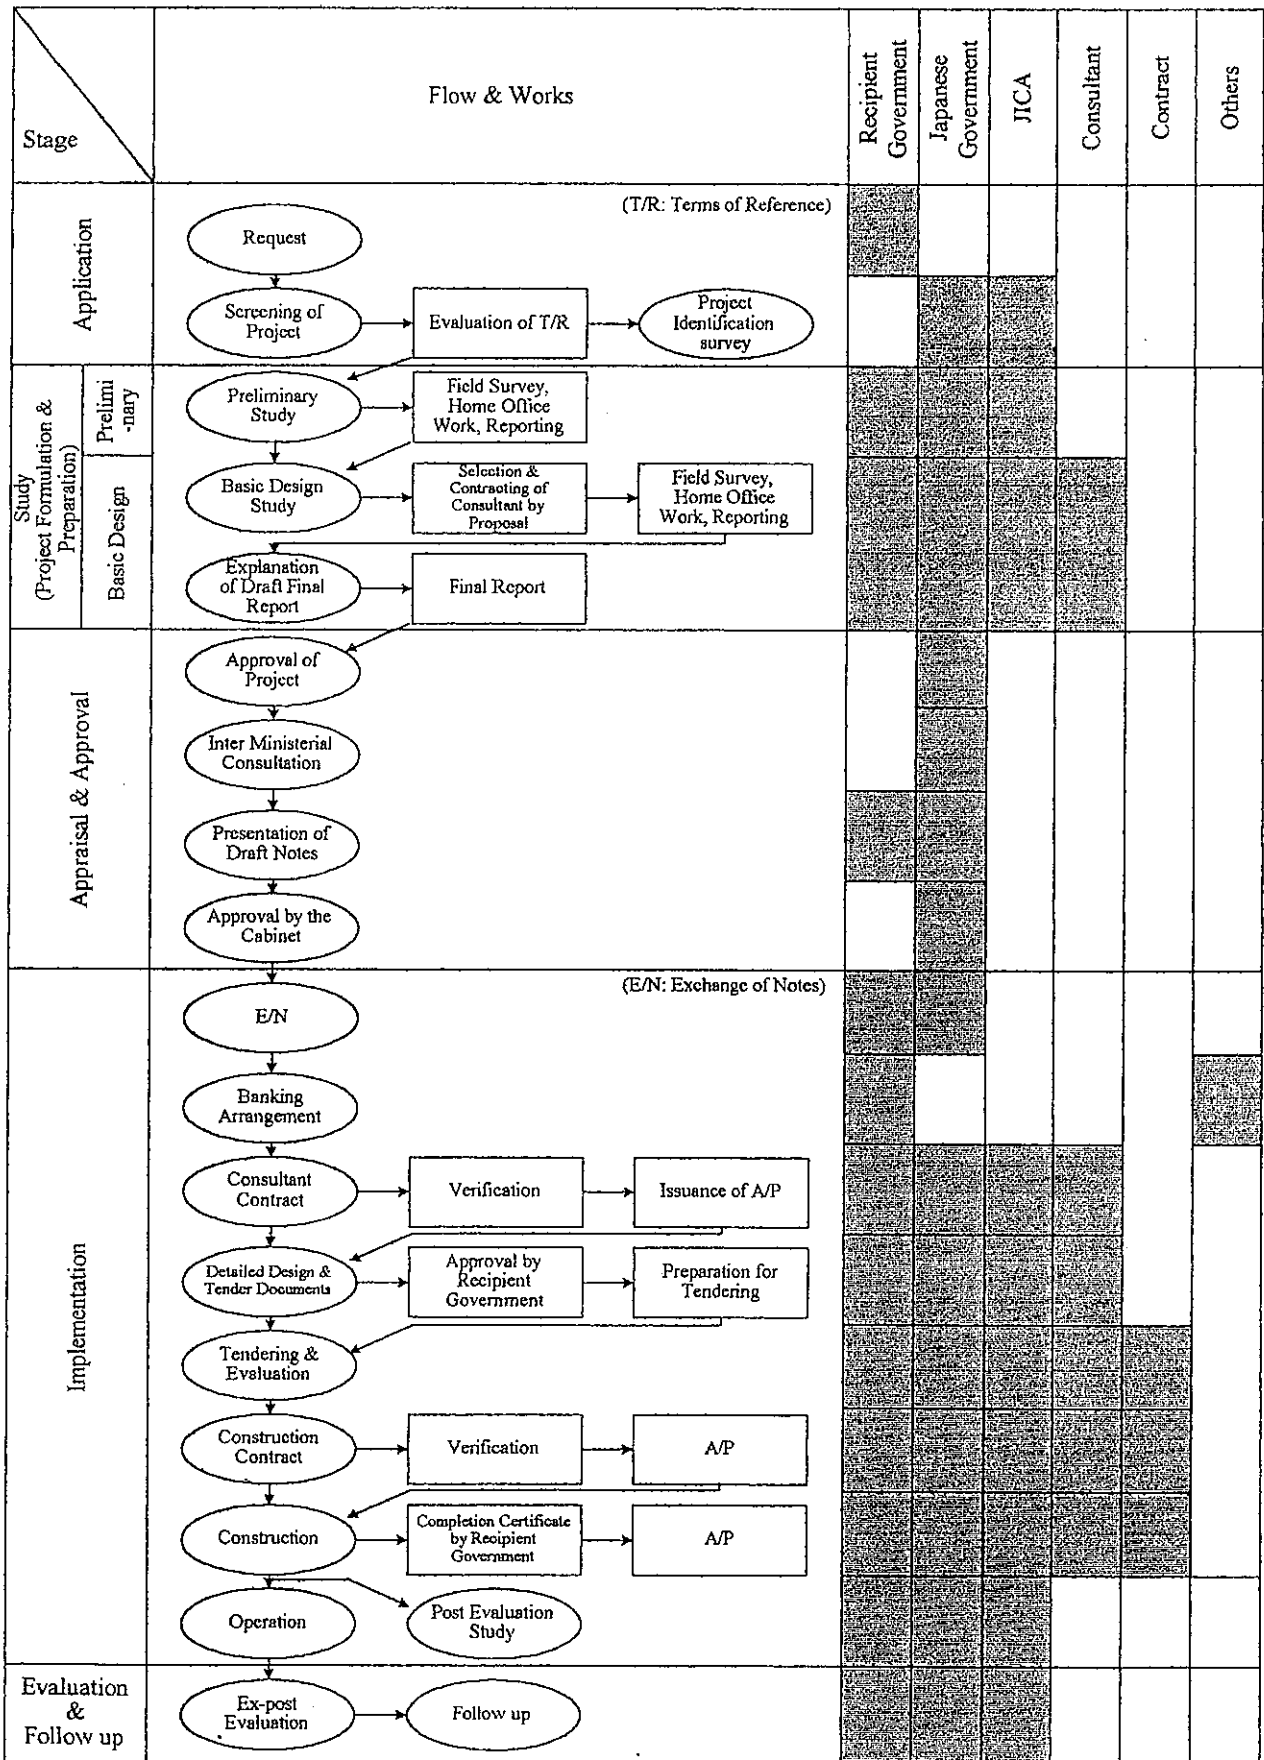 Stage
Flow & Works
Recipient
Government
Japanese
Government
JICA
Consultant
Contract
Others
Application
(T/R: Terms of Reference)
Request
Screening of
Project
Evaluation of T/R
Project
Identification
survey
Study
(Project Formulation &
Preparation)
Prelimi
-nary
Preliminary
Study
Field Survey,
Home Office
Work, Reporting
Basic Design
Basic Design
Study
Selection &
Contracting of
Consultant by
Proposal
Field Survey,
Home Office
Work, Reporting
Explanation
of Draft Final
Report
Final Report
Appraisal & Approval
Approval of
Project
Inter Ministerial
Consultation
Presentation of
Draft Notes
Approval by the
Cabinet
Implementation
(E/N: Exchange of Notes)
E/N
Banking
Arrangement
Consultant
Contract
Verification
Issuance of A/P
Detailed Design &
Tender Documents
Approval by
Recipient
Government
Preparation for
Tendering
Tendering &
Evaluation
Construction
Contract
Verification
A/P
Construction
Completion Certificate
by Recipient
Government
A/P
Operation
Post Evaluation
Study
Evaluation
&
Follow up
Ex-post
Evaluation
Follow up